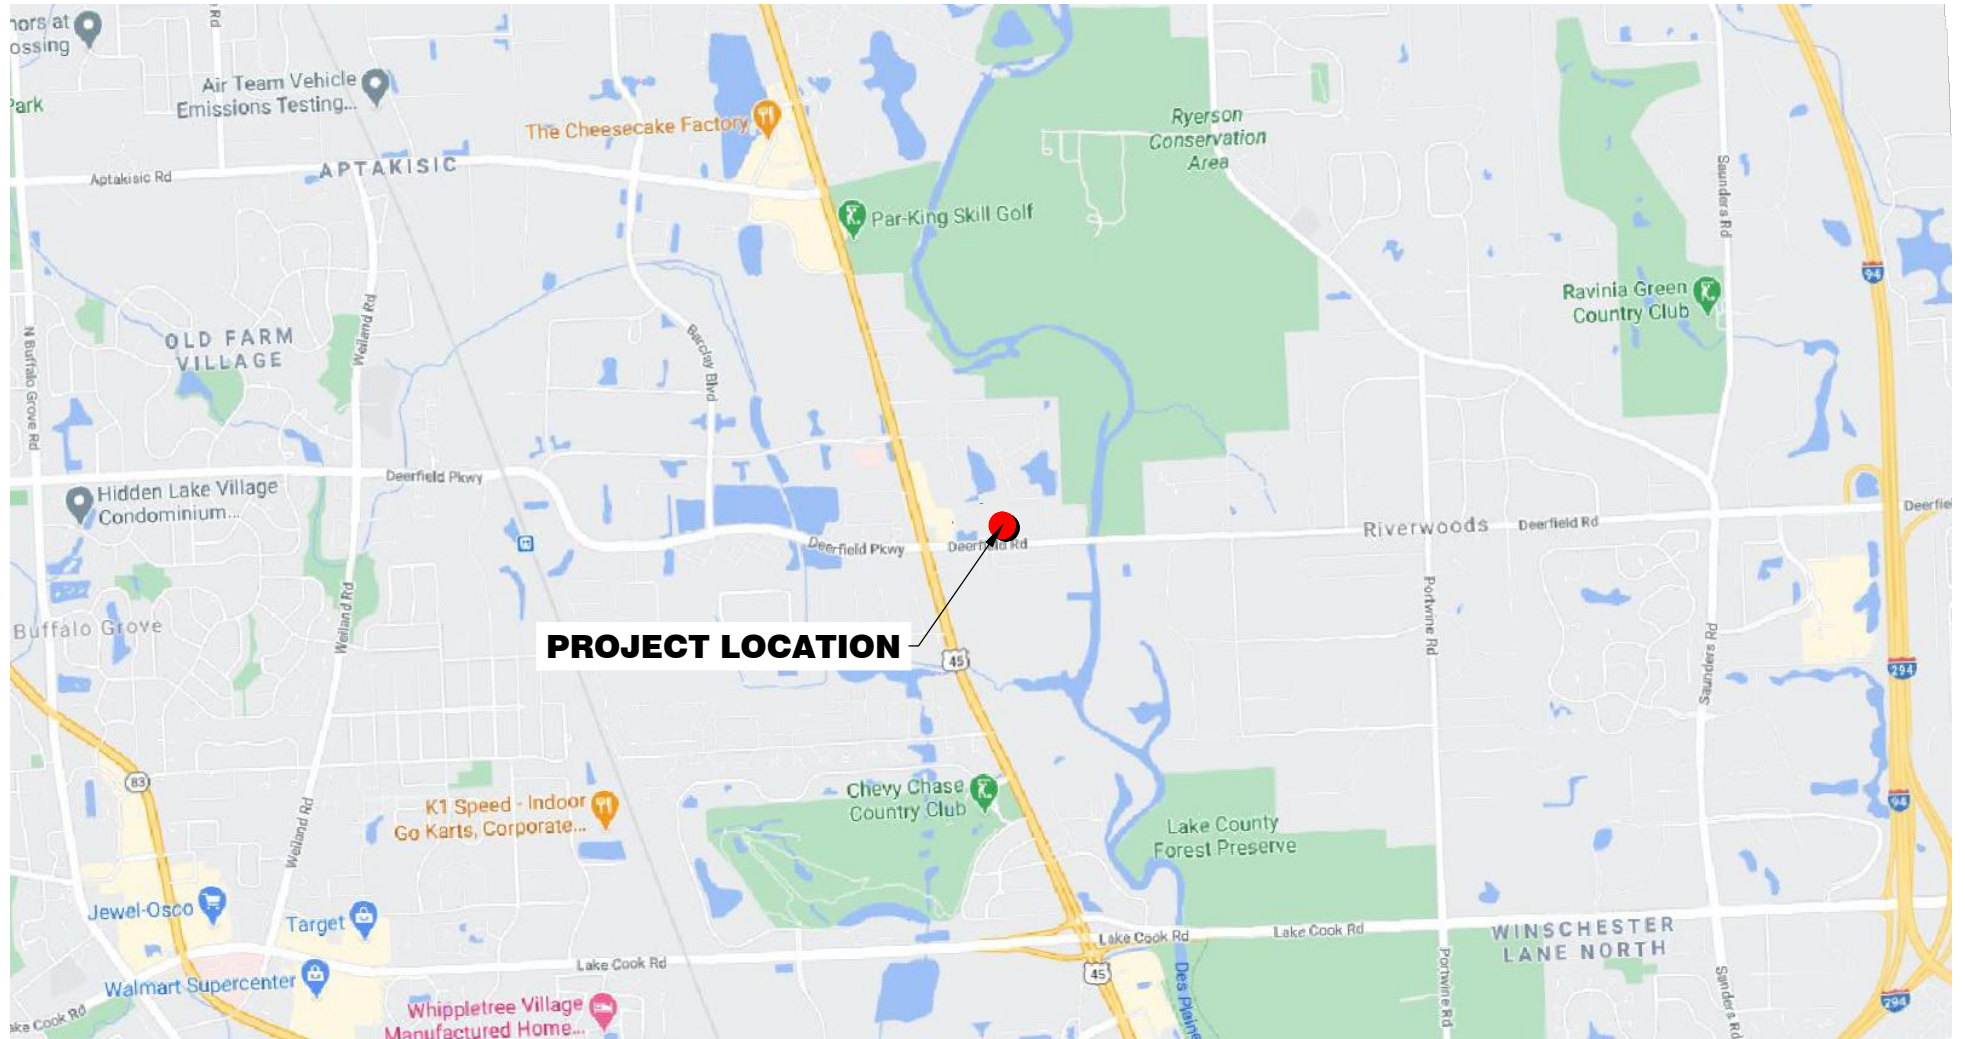 nors at
ossing
Rd
Air Team Vehicle
Emissions Testing...
Park
The Cheesecake Factory
Ryerson
Conservation
Area
Aptakisic Rd
APTAKISIC
Saunders Rd
Par-King Skill Golf
94
Ravinia Green
Country Club
Weiland Rd
N Buffalo Grove Rd
OLD FARM
VILLAGE
Barclay Blvd
Deerfield Pkwy
Hidden Lake Village
Condominium...
Deerfie
Riverwoods
Deerfield Rd
Deerfield Pkwy
Deerfield Rd
Weiland Rd
Portwine Rd
Buffalo Grove
PROJECT LOCATION
45
Saunders Rd
294
83
Chevy Chase
Country Club
K1 Speed - Indoor
Go Karts, Corporate...
Weiland Rd
94
Lake County
Forest Preserve
Jewel-Osco
Target
Lake Cook Rd
Lake Cook Rd
WINSCHESTER
LANE NORTH
Lake Cook Rd
45
Des Plaine
Portwine Rd
Sanders Rd
Walmart Supercenter
294
Whippletree Village
Manufactured Home...
ake Cook Rd